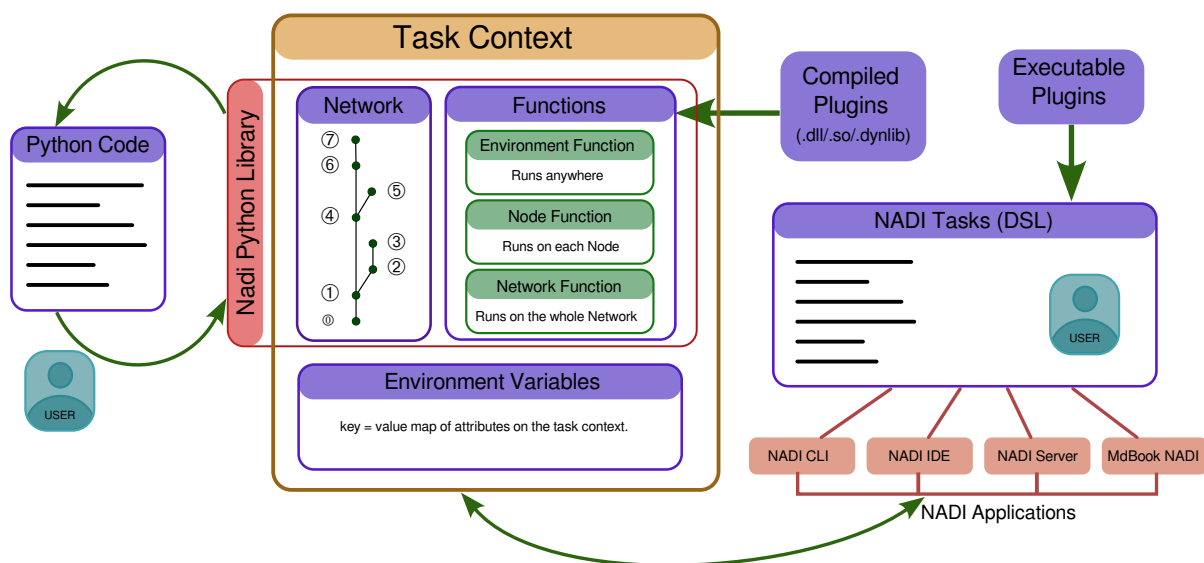 Task Context
Python Code
USER
Nadi Python Library
Network
⑦
⑥
⑤
④
③
②
①
⓪
Functions
Environment Function
Runs anywhere
Node Function
Runs on each Node
Network Function
Runs on the whole Network
Environment Variables
key = value map of attributes on the task context.
Compiled
Plugins
(.dll/.so/.dynlib)
Executable
Plugins
NADI Tasks (DSL)
USER
NADI CLI
NADI IDE
NADI Server
MdBook NADI
NADI Applications